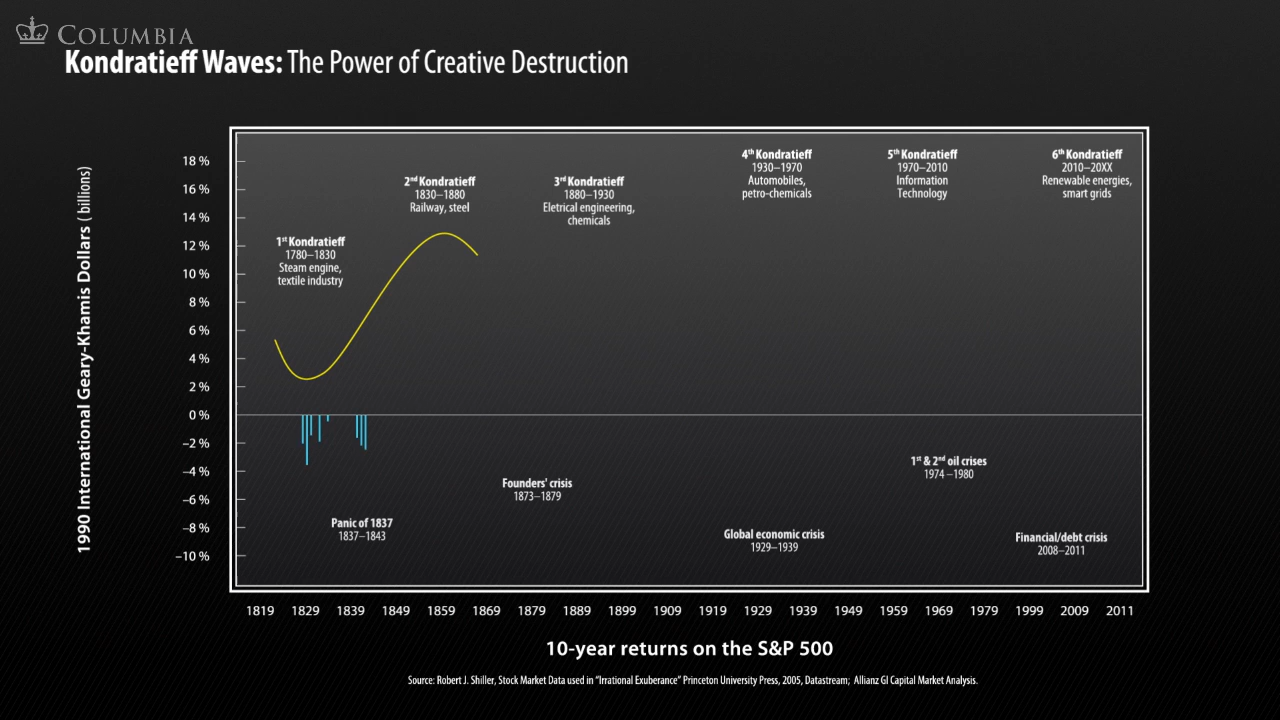 COLUMBIA
Kondratieff Waves: The Power of Creative Destruction
1990 International Geary-Khamis Dollars ( billions)
18 %
16 %
14 %
12 %
10 %
8 %
6 %
4 %
2 %
0 %
–2 %
–4 %
–6 %
–8 %
–10 %
1st Kondratieff
1780–1830
Steam engine,
textile industry
2nd Kondratieff
1830–1880
Railway, steel
3rd Kondratieff
1880–1930
Eletrical engineering,
chemicals
4th Kondratieff
1930–1970
Automobiles,
petro-chemicals
5th Kondratieff
1970–2010
Information
Technology
6th Kondratieff
2010–20XX
Renewable energies,
smart grids
Panic of 1837
1837–1843
Founders' crisis
1873–1879
Global economic crisis
1929–1939
1st & 2nd oil crises
1974 –1980
Financial/debt crisis
2008–2011
1819 1829 1839 1849 1859 1869 1879 1889 1899 1909 1919 1929 1939 1949 1959 1969 1979 1999 2009 2011
10-year returns on the S&P 500
Source: Robert J. Shiller, Stock Market Data used in “Irrational Exuberance” Princeton University Press, 2005, Datastream; Allianz GI Capital Market Analysis.